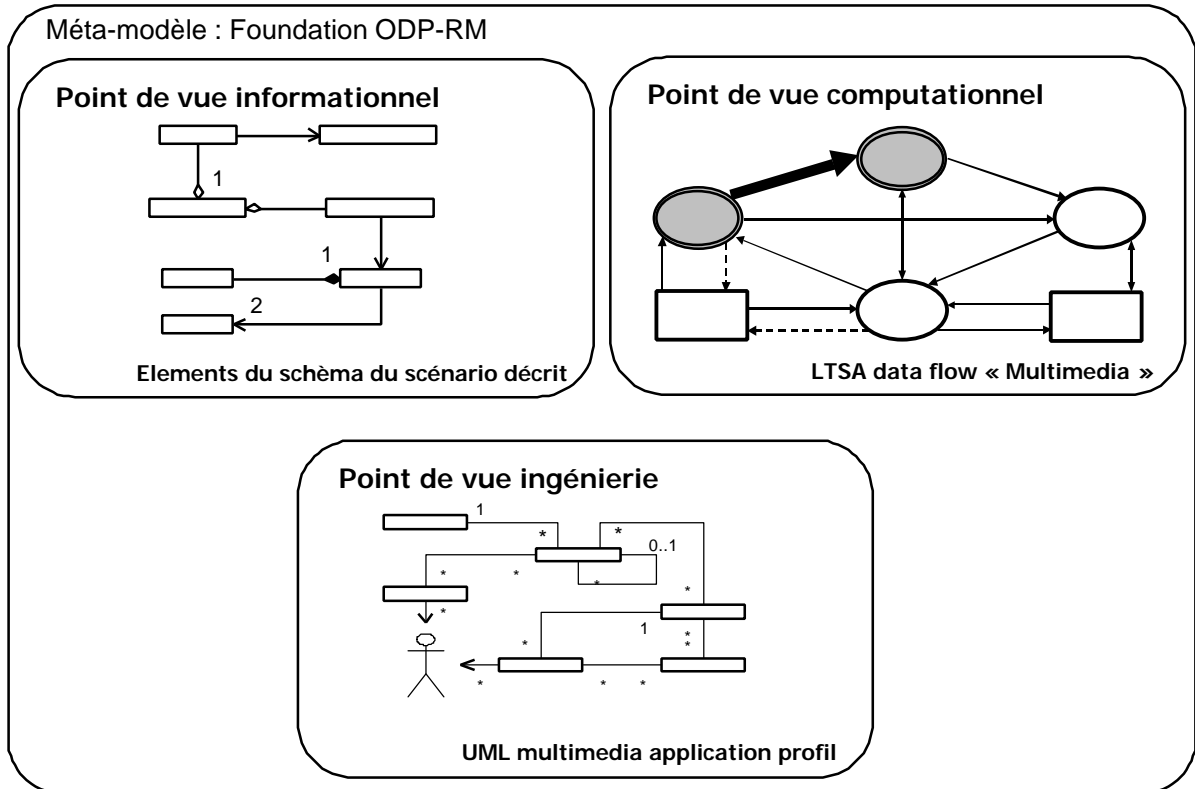 Méta-modèle : Foundation ODP-RM
Point de vue informationnel
1
1
2
Elements du schèma du scénario décrit
Point de vue computationnel
LTSA data flow « Multimedia »
Point de vue ingénierie
1
*
*
0..1
*
*
*
*
*
1
*
*
*
*
*
*
UML multimedia application profil